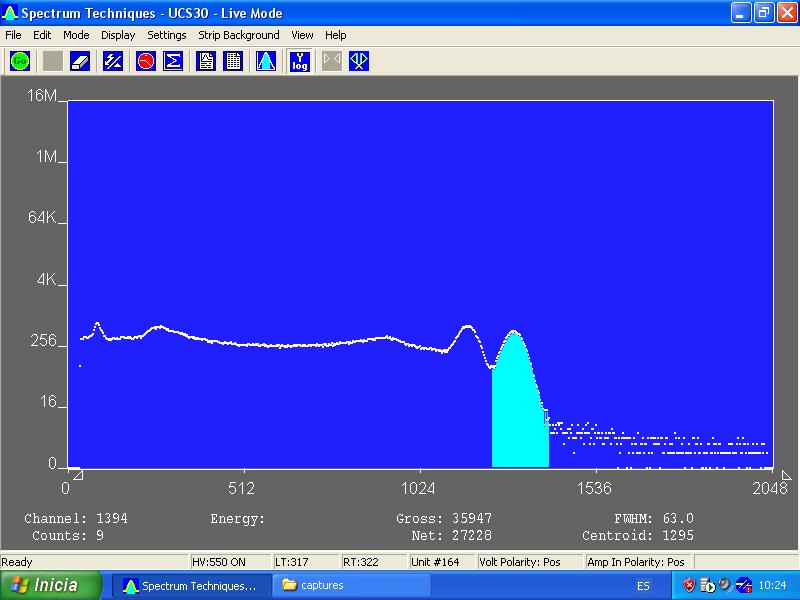 Spectrum Techniques - UCS30 - Live Mode
File Edit Mode Display Settings Strip Background View Help
Go Y log
16M
1M
64K
4K
256
16
0
0 512 1024 1536 2048
Channel: 1394 Energy: Gross: 35947 FWHM: 63.0
Counts: 9 Net: 27228 Centroid: 1295
Ready HV:550 ON LT:317 RT:322 Unit #164 Volt Polarity: Pos Amp In Polarity: Pos
Inicia Spectrum Techniques... captures ES 10:24